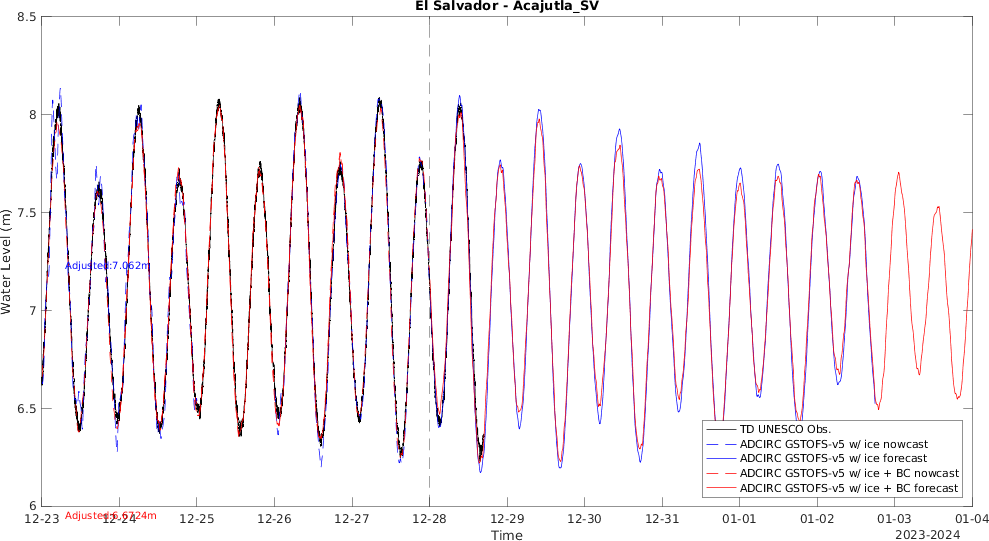 El Salvador - Acajutla_SV
8.5
8
7.5
7
6.5
6
Water Level (m)
Adjusted:7.062m
Adjusted:6.6724m
TD UNESCO Obs.
ADCIRC GSTOFS-v5 w/ ice nowcast
ADCIRC GSTOFS-v5 w/ ice forecast
ADCIRC GSTOFS-v5 w/ ice + BC nowcast
ADCIRC GSTOFS-v5 w/ ice + BC forecast
12-23 12-24 12-25 12-26 12-27 12-28 12-29 12-30 12-31 01-01 01-02 01-03 01-04
Time
2023-2024